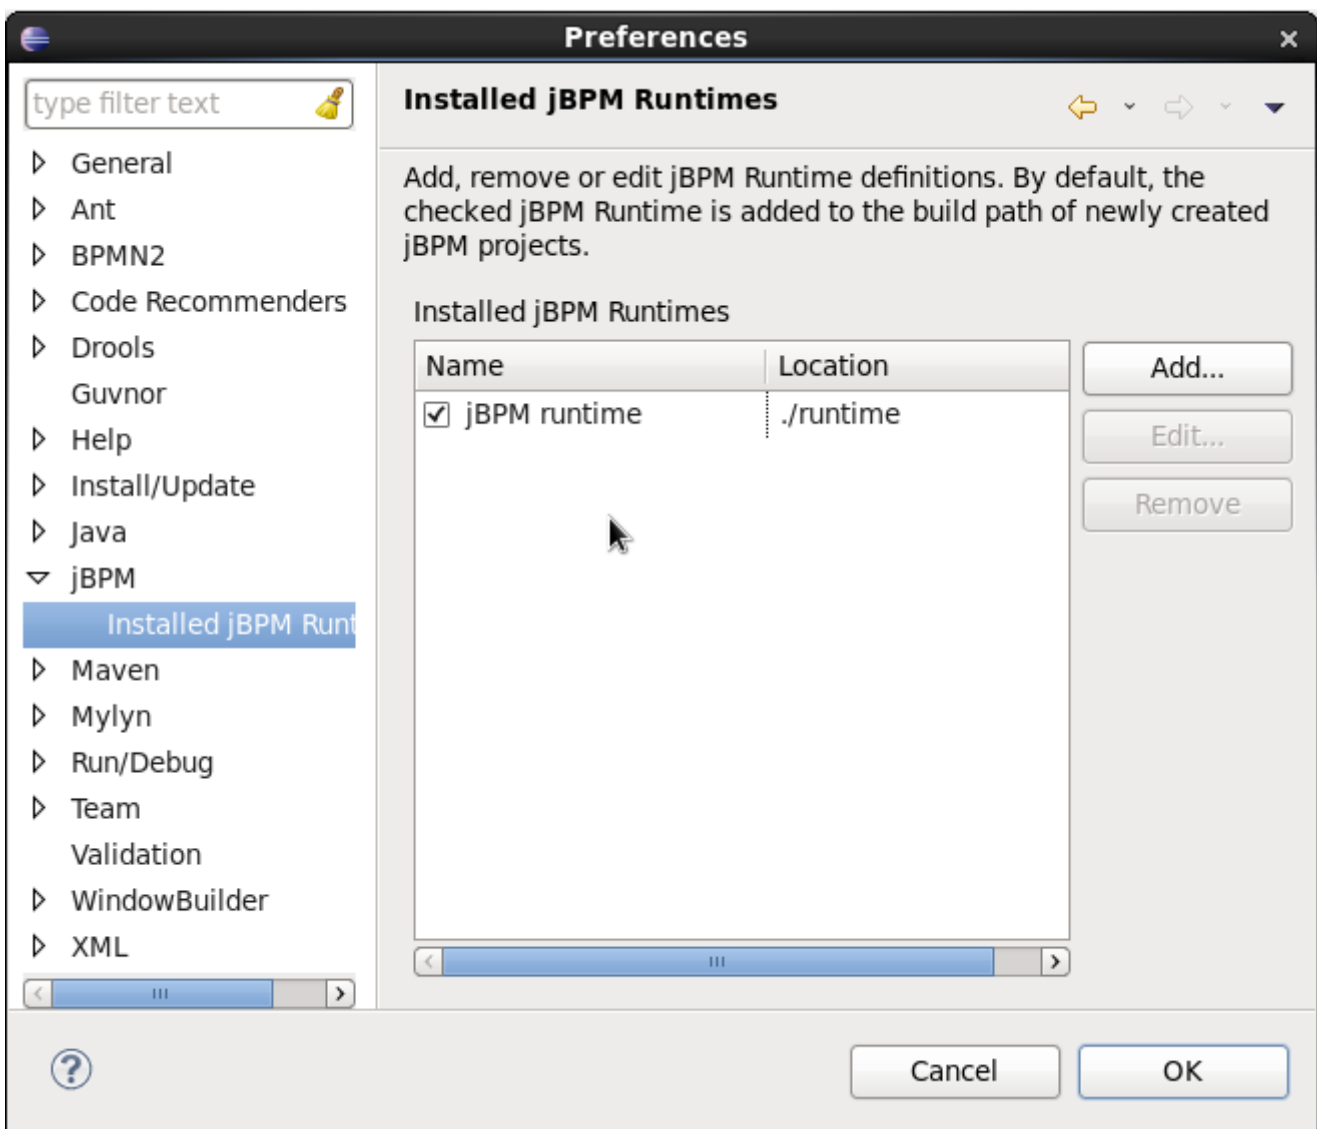 Preferences
type filter text
General
Ant
BPMN2
Code Recommenders
Drools
Guvnor
Help
Install/Update
Java
jBPM
Installed jBPM Runt
Maven
Mylyn
Run/Debug
Team
Validation
WindowBuilder
XML
Installed jBPM Runtimes
Add, remove or edit jBPM Runtime definitions. By default, the
checked jBPM Runtime is added to the build path of newly created
jBPM projects.
Installed jBPM Runtimes
Name Location
jBPM runtime ./runtime
Add...
Edit...
Remove
Cancel OK